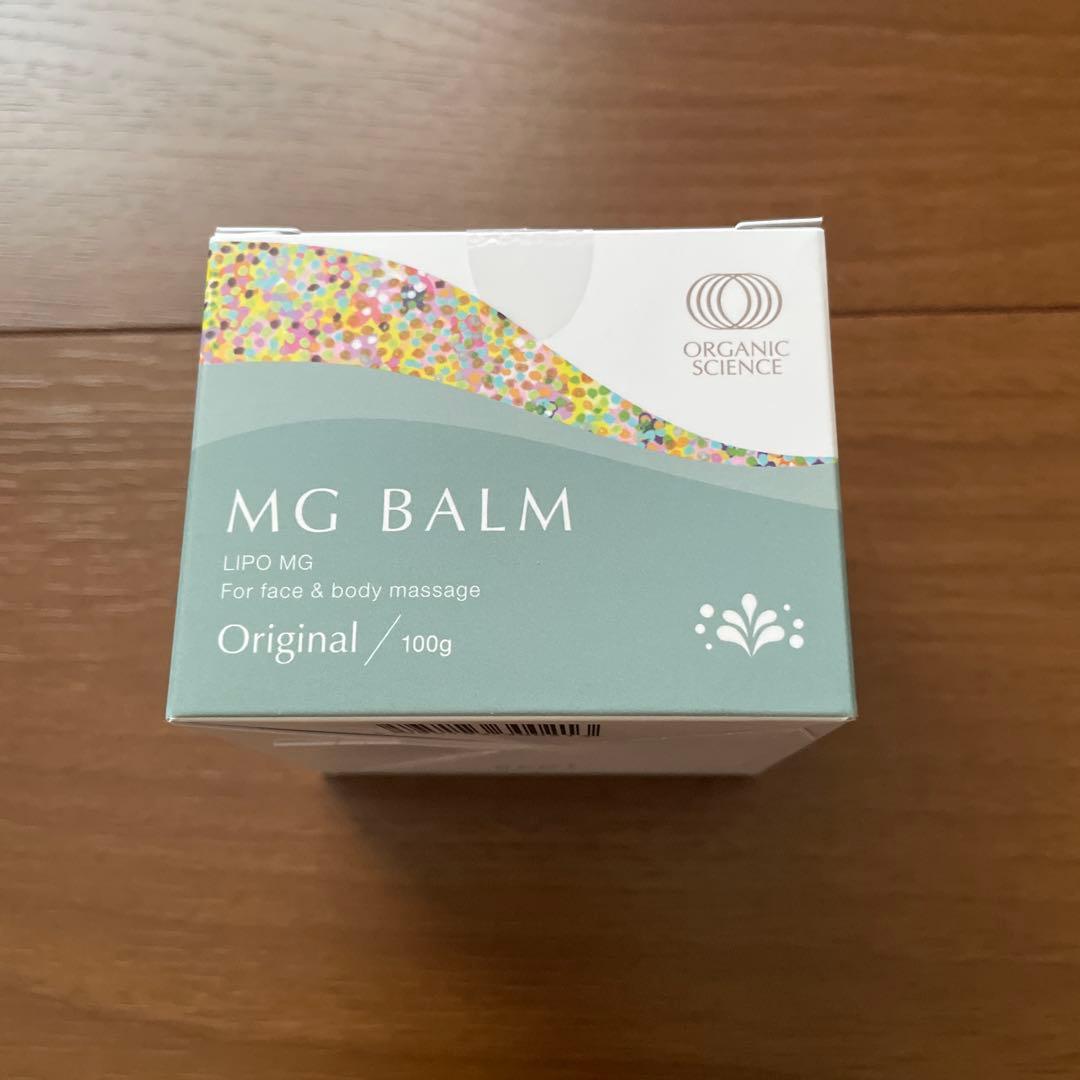 ORGANIC
SCIENCE
MG BALM
LIPO MG
For face & body massage
Original / 100g